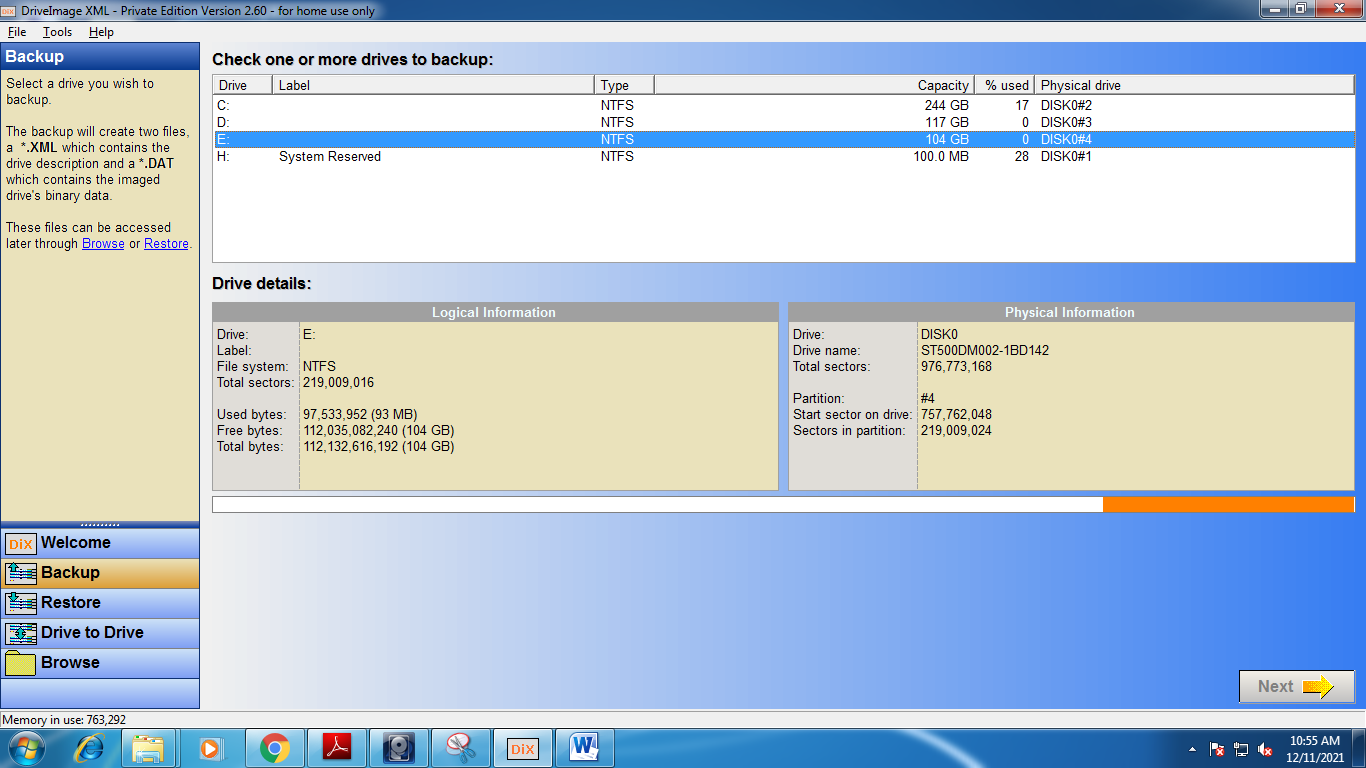 DiX DriveImage XML - Private Edition Version 2.60 - for home use only
File Tools Help
Backup
Select a drive you wish to
backup.
The backup will create two files,
a *.XML which contains the
drive description and a *.DAT
which contains the imaged
drive's binary data.
These files can be accessed
later through Browse or Restore.
Check one or more drives to backup:
Drive Label Type Capacity % used Physical drive
C: NTFS 244 GB 17 DISK0#2
D: NTFS 117 GB 0 DISK0#3
E: NTFS 104 GB 0 DISK0#4
H: System Reserved NTFS 100.0 MB 28 DISK0#1
Drive details:
Logical Information
Drive: E:
Label:
File system: NTFS
Total sectors: 219,009,016
Used bytes: 97,533,952 (93 MB)
Free bytes: 112,035,082,240 (104 GB)
Total bytes: 112,132,616,192 (104 GB)
Physical Information
Drive: DISK0
Drive name: ST500DM002-1BD142
Total sectors: 976,773,168
Partition: #4
Start sector on drive: 757,762,048
Sectors in partition: 219,009,024
DiX Welcome
Backup
Restore
Drive to Drive
Browse
Next
Memory in use: 763,292
DiX
W
10:55 AM
12/11/2021